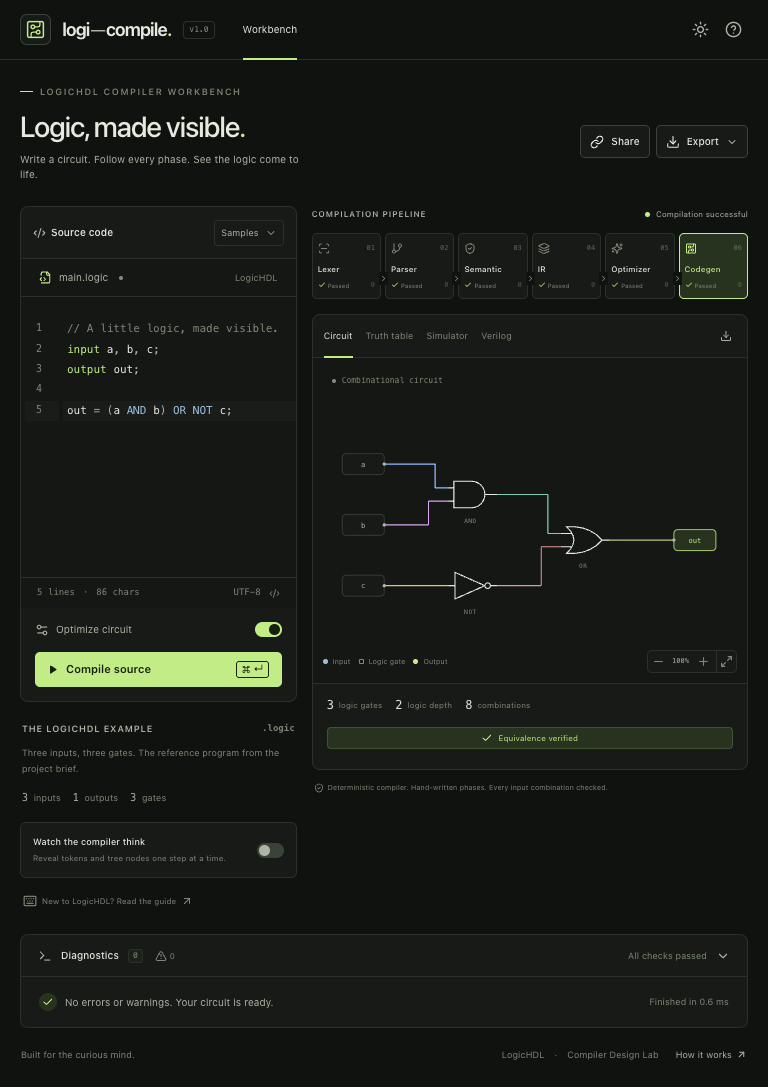 logi—compile.
v1.0
Workbench
LOGICHDL COMPILER WORKBENCH
Logic, made visible.
Write a circuit. Follow every phase. See the logic come to
life.
Share
Export
Source code
Samples
main.logic
LogicHDL
1 // A little logic, made visible.
2 input a, b, c;
3 output out;
4
5 out = (a AND b) OR NOT c;
5 lines · 86 chars
UTF-8
Optimize circuit
Compile source
⌘ ↵
THE LOGICHDL EXAMPLE
.logic
Three inputs, three gates. The reference program from the
project brief.
3 inputs 1 outputs 3 gates
Watch the compiler think
Reveal tokens and tree nodes one step at a time.
New to LogicHDL? Read the guide
COMPILATION PIPELINE
Compilation successful
01
Lexer
Passed 0
02
Parser
Passed 0
03
Semantic
Passed 0
04
IR
Passed 0
05
Optimizer
Passed 0
06
Codegen
Passed 0
Circuit
Truth table
Simulator
Verilog
Combinational circuit
a
b
c
AND
NOT
OR
out
Input
Logic gate
Output
100%
3 logic gates 2 logic depth 8 combinations
Equivalence verified
Deterministic compiler. Hand-written phases. Every input combination checked.
Diagnostics
0
0
All checks passed
No errors or warnings. Your circuit is ready.
Finished in 0.6 ms
Built for the curious mind.
LogicHDL · Compiler Design Lab
How it works